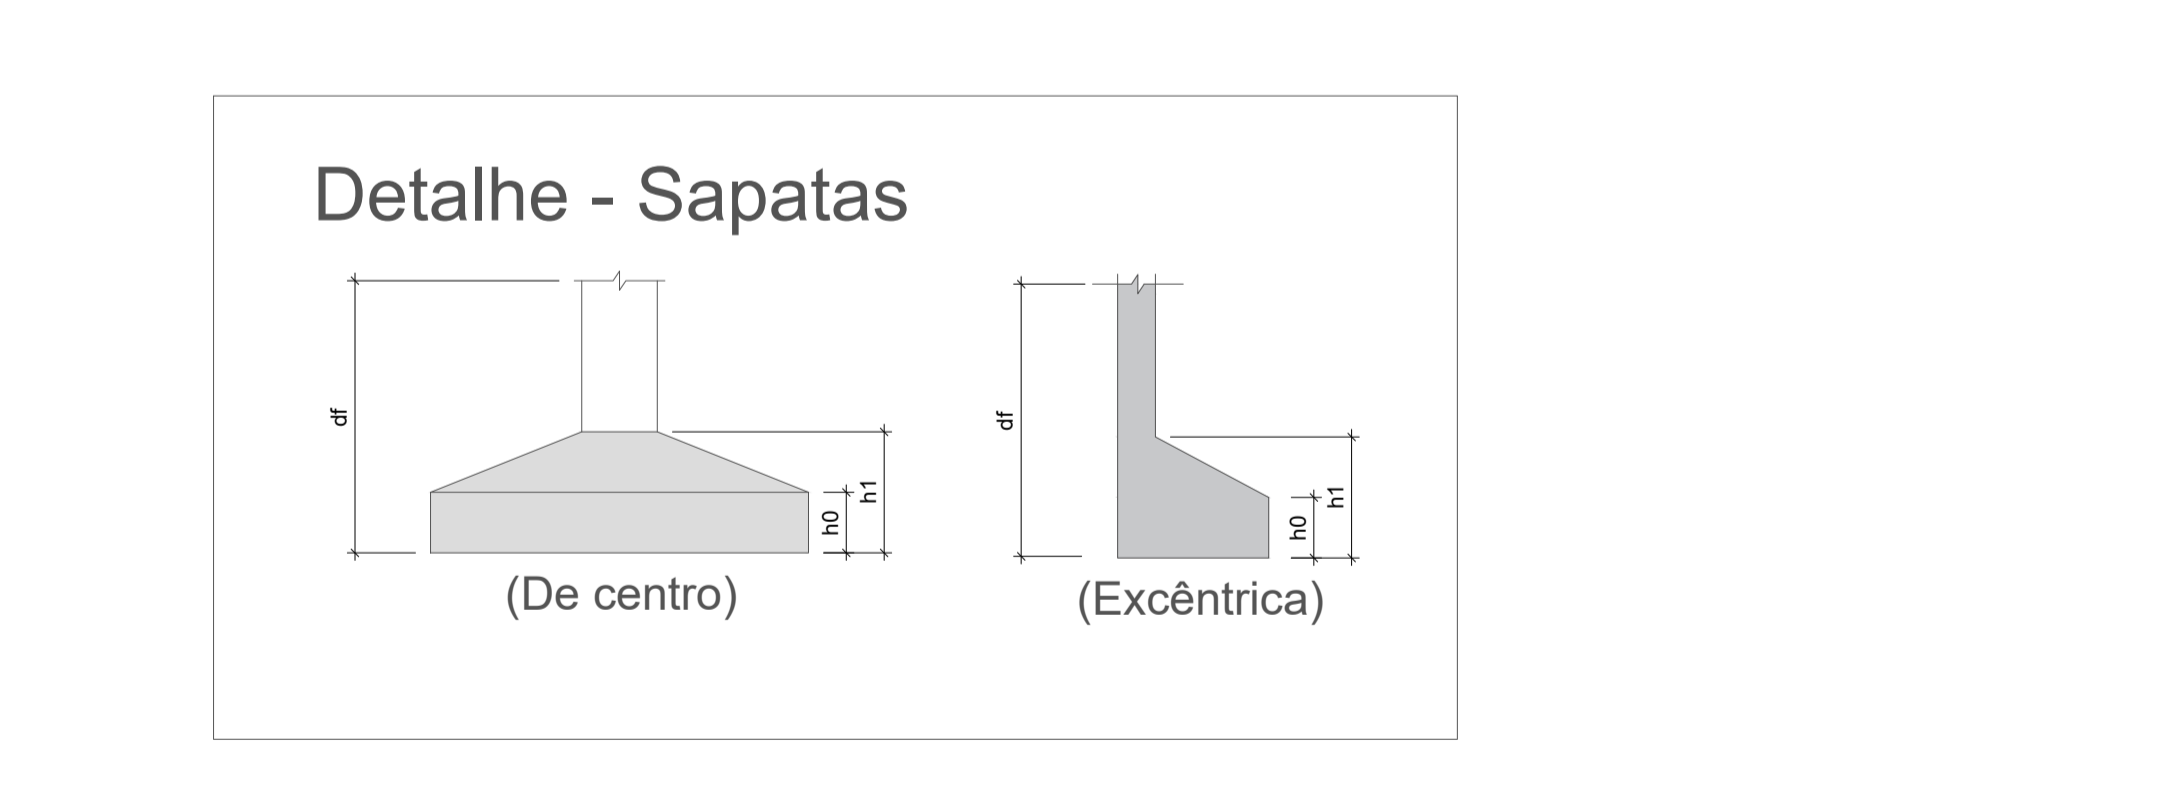 Detalhe - Sapatas
df
h0
h1
(De centro)
df
h0
h1
(Excêntrica)